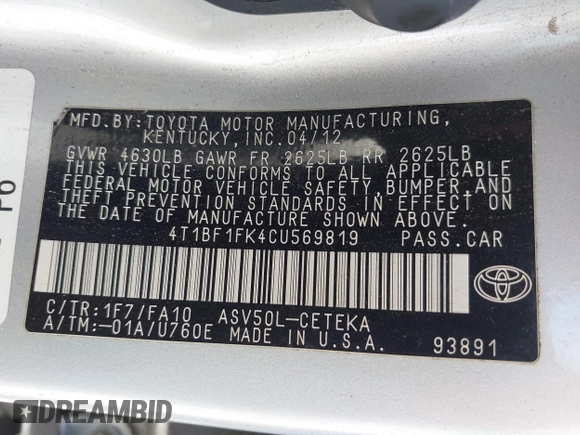 MFD.BY:TOYOTA MOTOR MANUFACTURING,
KENTUCKY, INC. 04/12
GVWR 4630LB GAWR FR 2625LB RR 2625LB
THIS VEHICLE CONFORMS TO ALL APPLICABLE
FEDERAL MOTOR VEHICLE SAFETY, BUMPER, AND
THEFT PREVENTION STANDARDS IN EFFECT ON
THE DATE OF MANUFACTURE SHOWN ABOVE.
4T1BF1FK4CU569819 PASS.CAR
C/TR:1F7/FA10 ASV50L-CETEKA
A/TM:-01A/U760E MADE IN U.S.A. 93891
TOYOTA
PO
DREAMBID